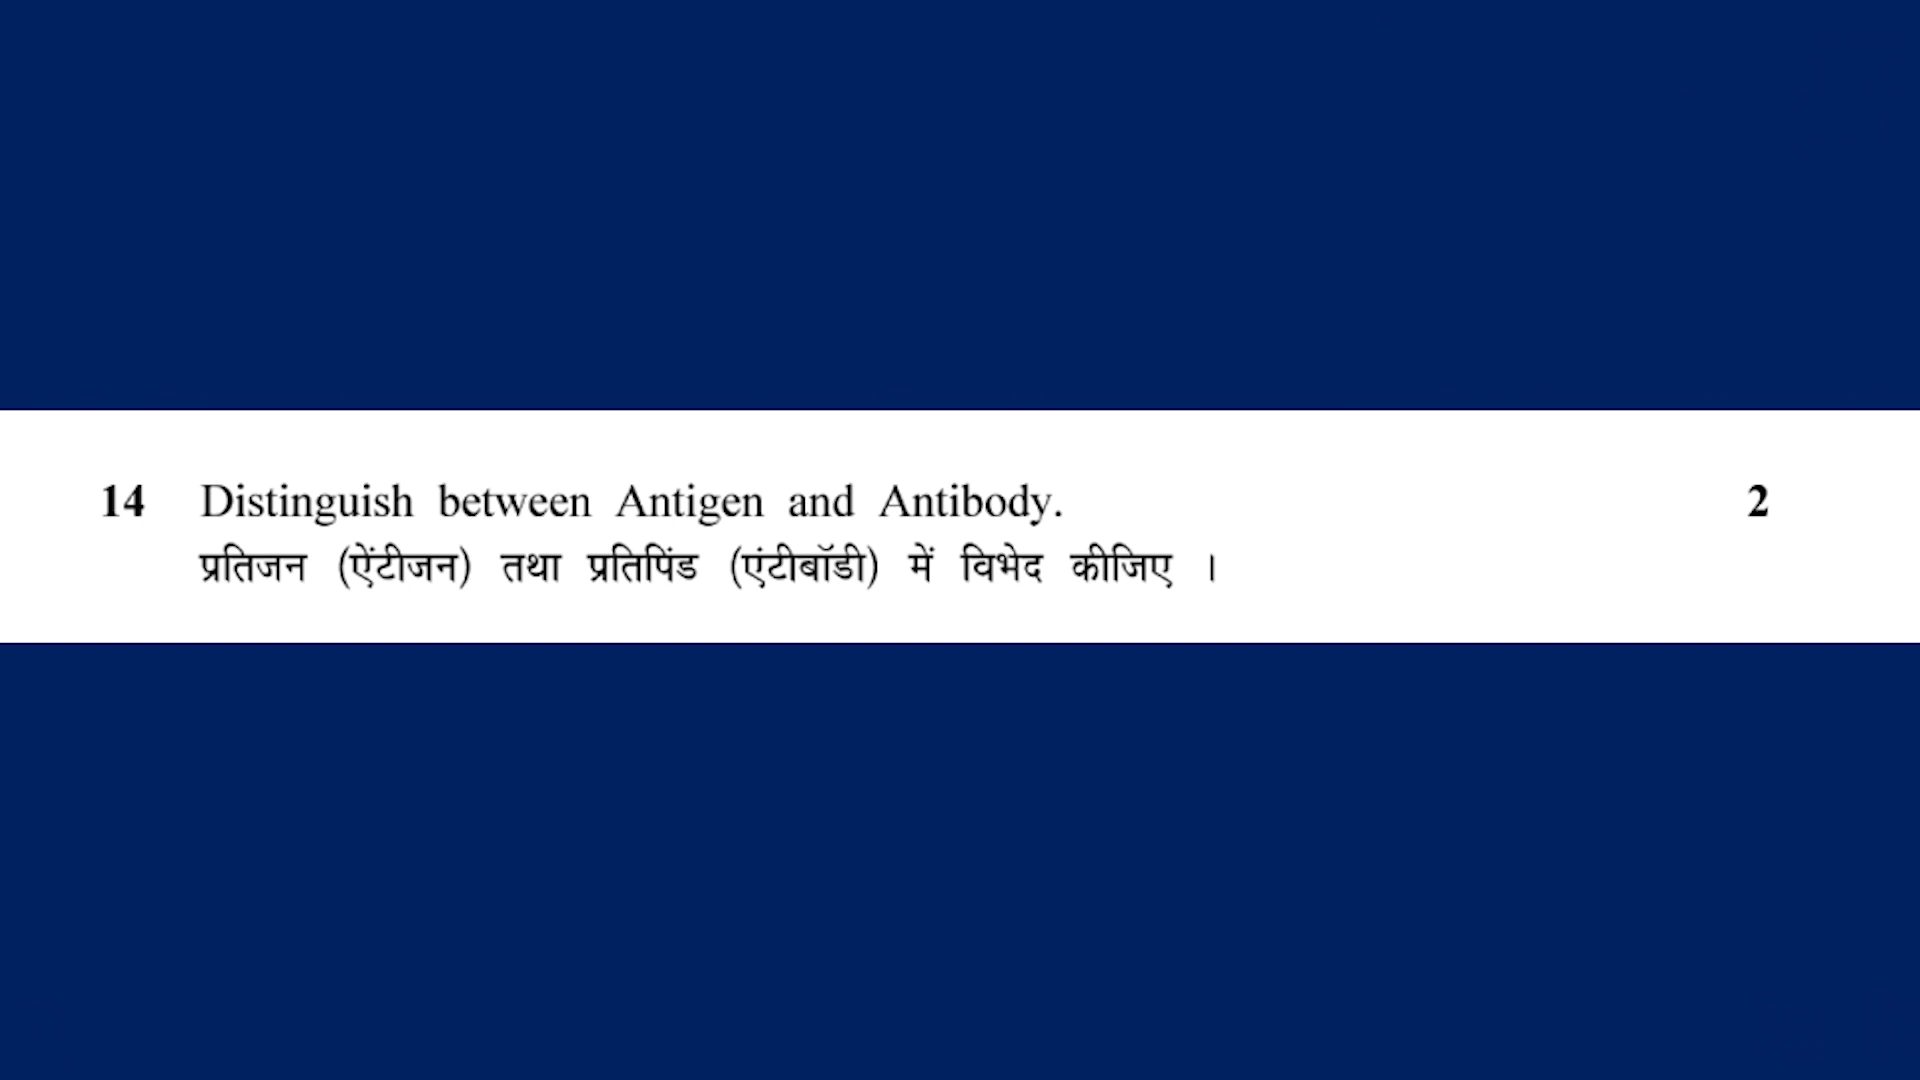 14 Distinguish between Antigen and Antibody. 2
प्रतिजन (ऐंटीजन) तथा प्रतिपिंड (एंटीबॉडी) में विभेद कीजिए ।